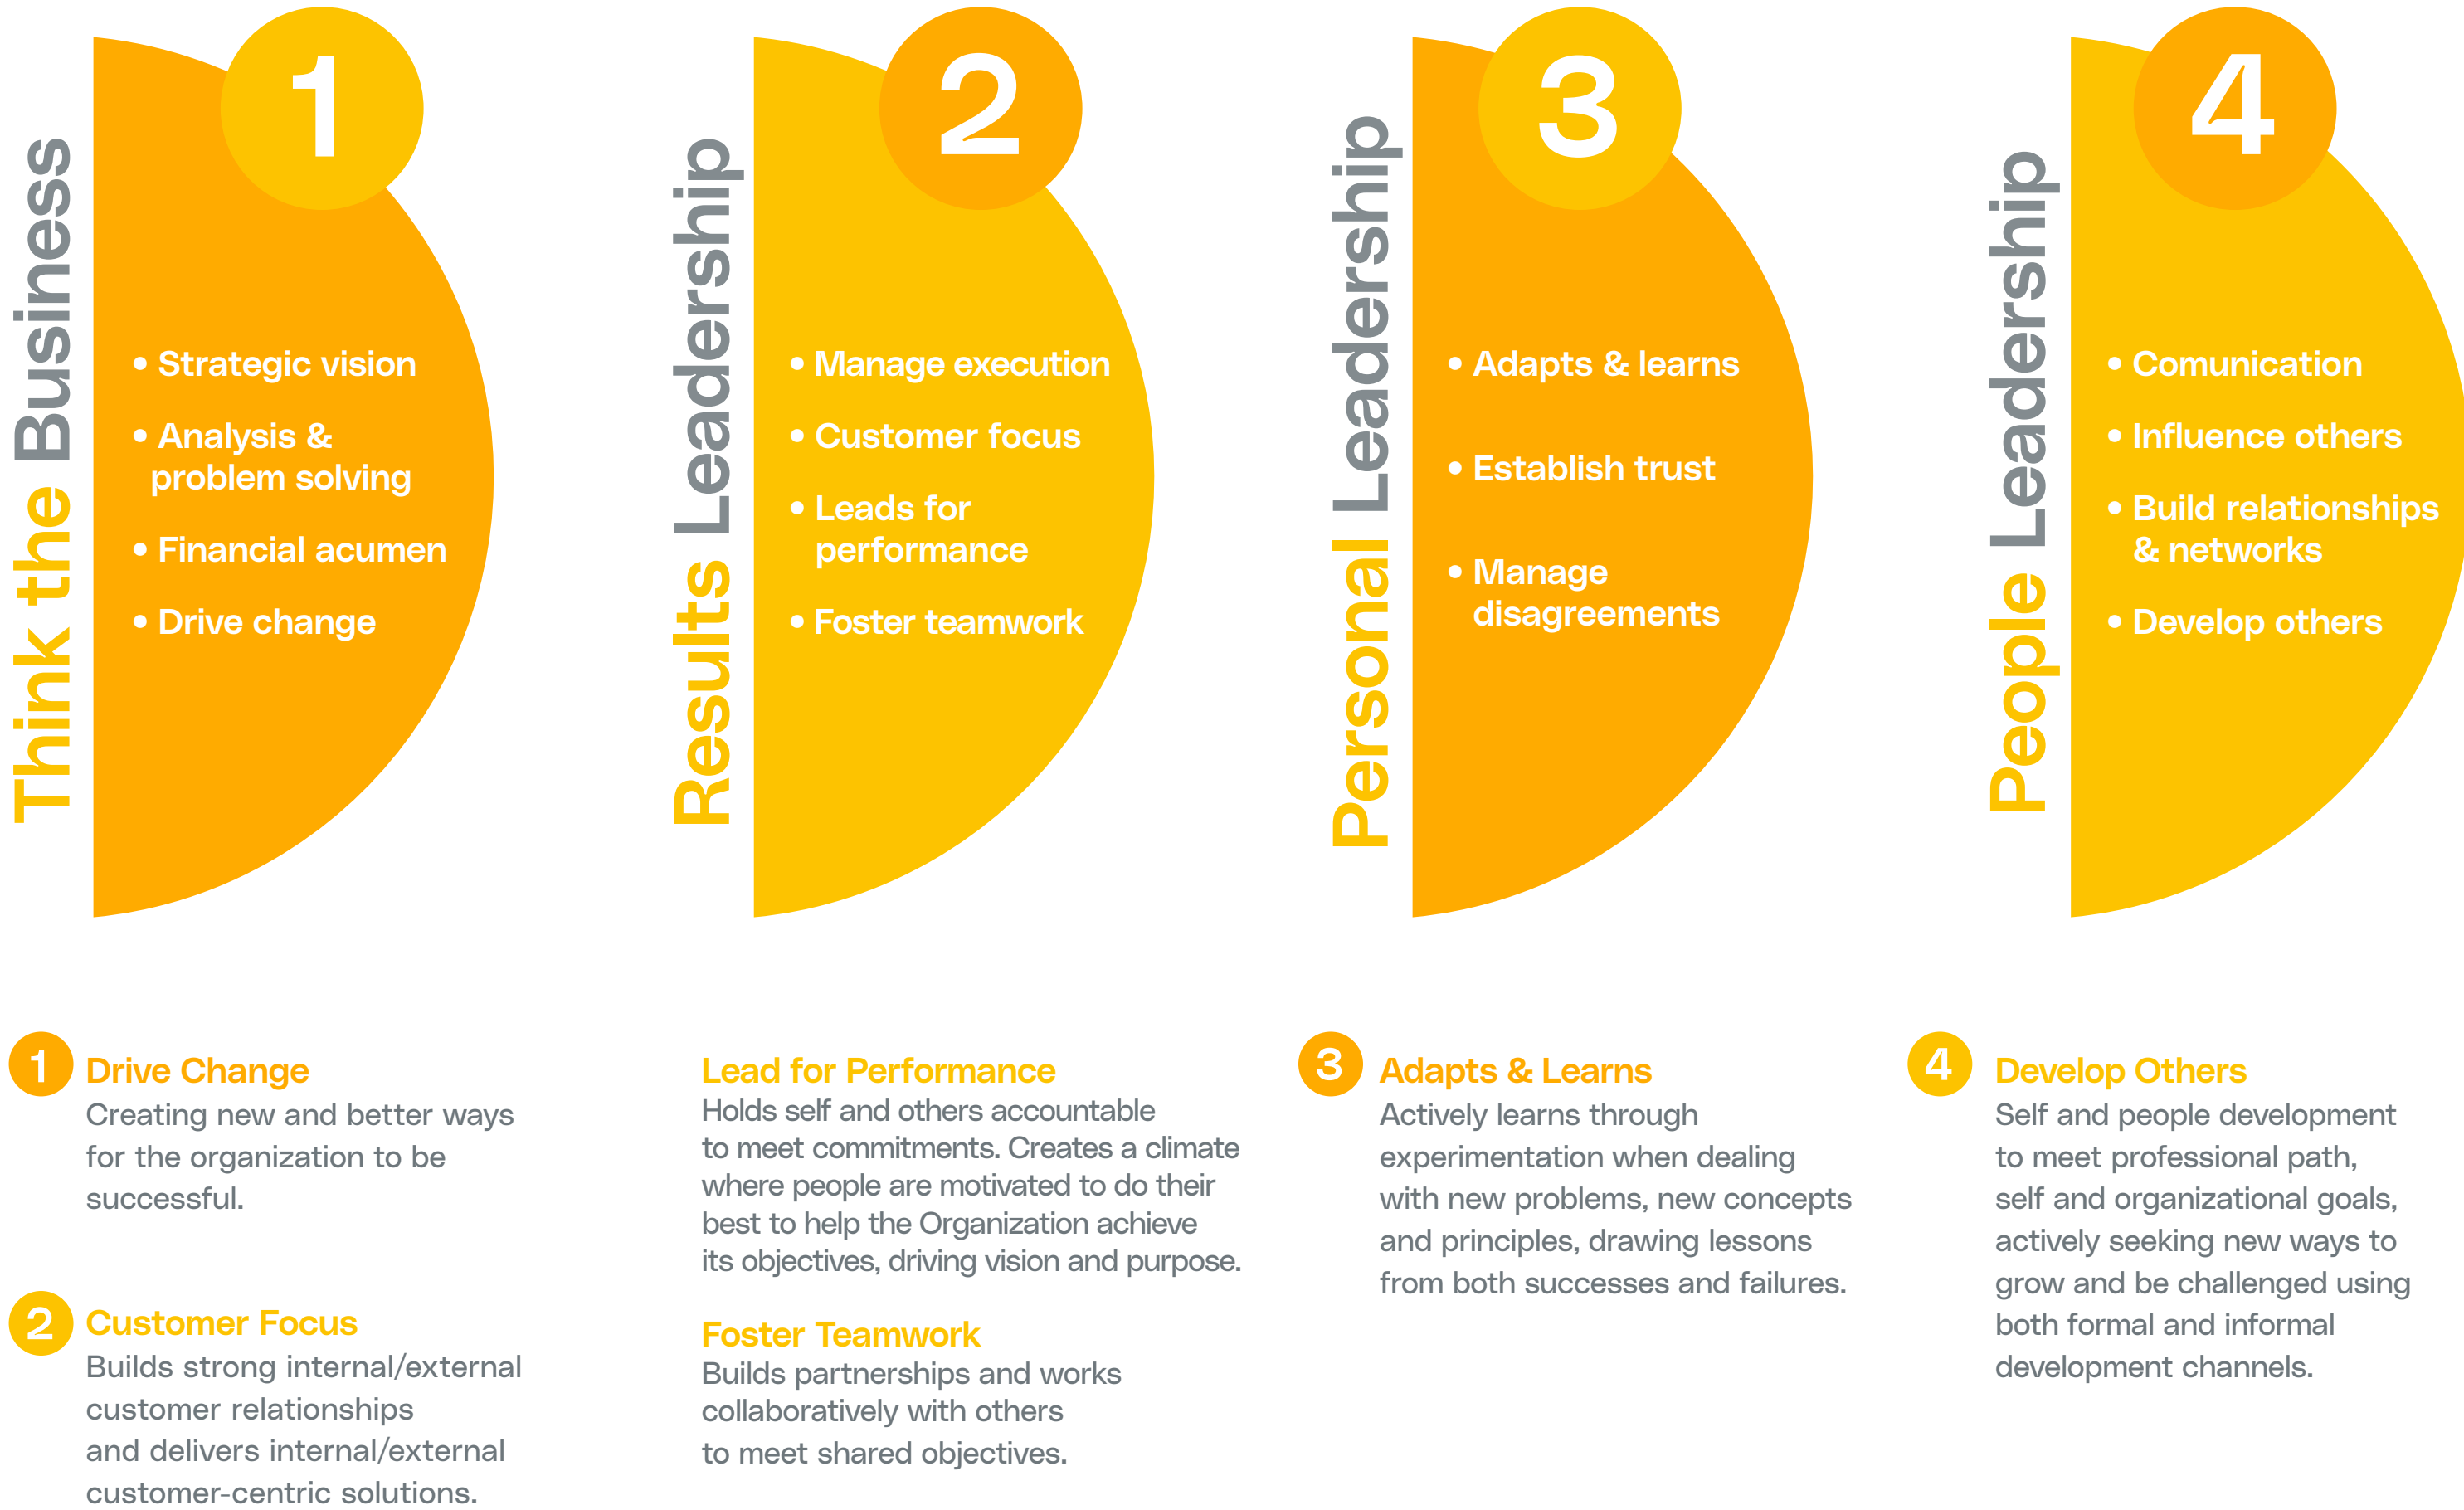 1
Think the Business
• Strategic vision
• Analysis &
problem solving
• Financial acumen
• Drive change
2
Results Leadership
• Manage execution
• Customer focus
• Leads for
performance
• Foster teamwork
3
Personal Leadership
• Adapts & learns
• Establish trust
• Manage
disagreements
4
People Leadership
• Comunication
• Influence others
• Build relationships
& networks
• Develop others
1
Drive Change
Creating new and better ways
for the organization to be
successful.
2
Customer Focus
Builds strong internal/external
customer relationships
and delivers internal/external
customer-centric solutions.
Lead for Performance
Holds self and others accountable
to meet commitments. Creates a climate
where people are motivated to do their
best to help the Organization achieve
its objectives, driving vision and purpose.
Foster Teamwork
Builds partnerships and works
collaboratively with others
to meet shared objectives.
3
Adapts & Learns
Actively learns through
experimentation when dealing
with new problems, new concepts
and principles, drawing lessons
from both successes and failures.
4
Develop Others
Self and people development
to meet professional path,
self and organizational goals,
actively seeking new ways to
grow and be challenged using
both formal and informal
development channels.